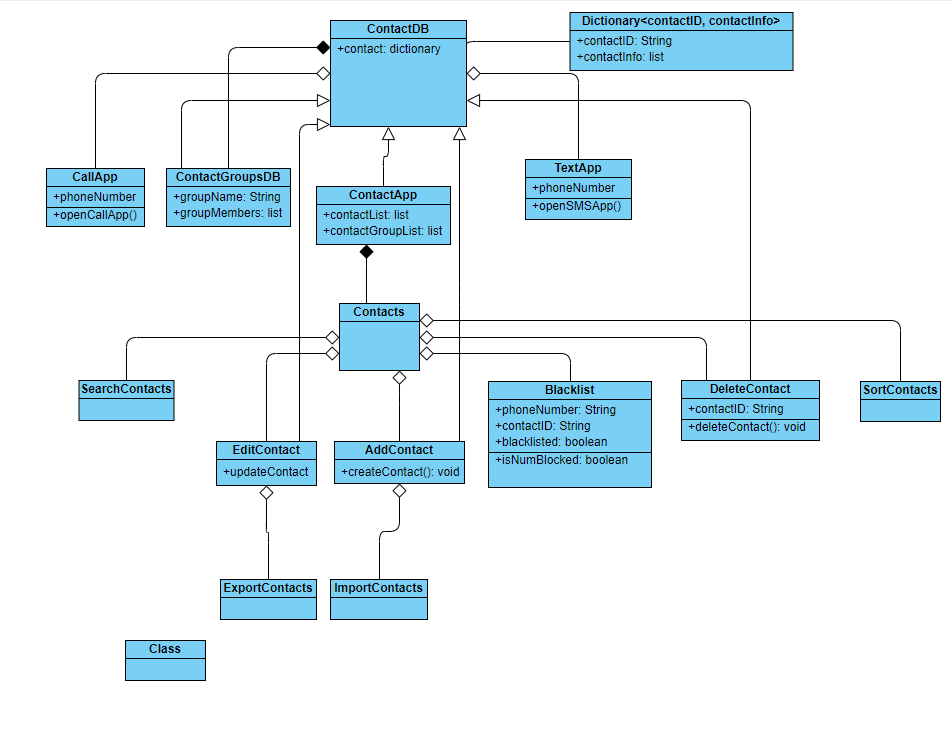 ContactDB
+contact: dictionary
Dictionary<contactID, contactInfo>
+contactID: String
+contactInfo: list
CallApp
+phoneNumber
+openCallApp()
ContactGroupsDB
+groupName: String
+groupMembers: list
ContactApp
+contactList: list
+contactGroupList: list
TextApp
+phoneNumber
+openSMSApp()
Contacts
SearchContacts
EditContact
+updateContact
AddContact
+createContact(): void
Blacklist
+phoneNumber: String
+contactID: String
+blacklisted: boolean
+isNumBlocked: boolean
DeleteContact
+contactID: String
+deleteContact(): void
SortContacts
ExportContacts
ImportContacts
Class